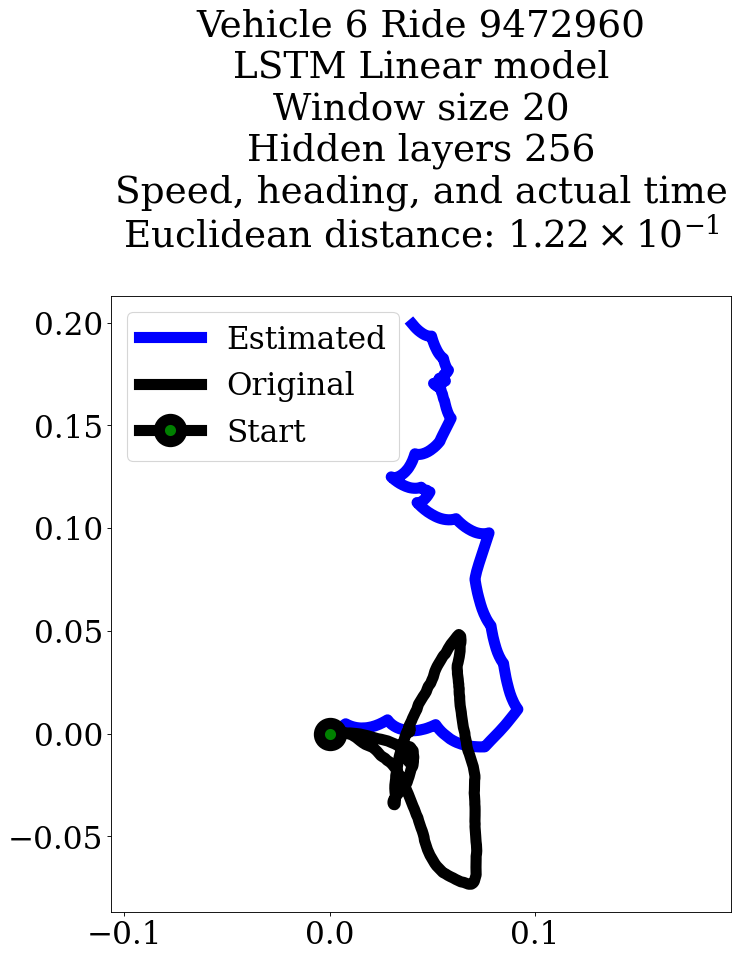 Vehicle 6 Ride 9472960
LSTM Linear model
Window size 20
Hidden layers 256
Speed, heading, and actual time
Euclidean distance: 1.22 × 10⁻¹
Estimated
Original
Start
0.20
0.15
0.10
0.05
0.00
−0.05
−0.1 0.0 0.1